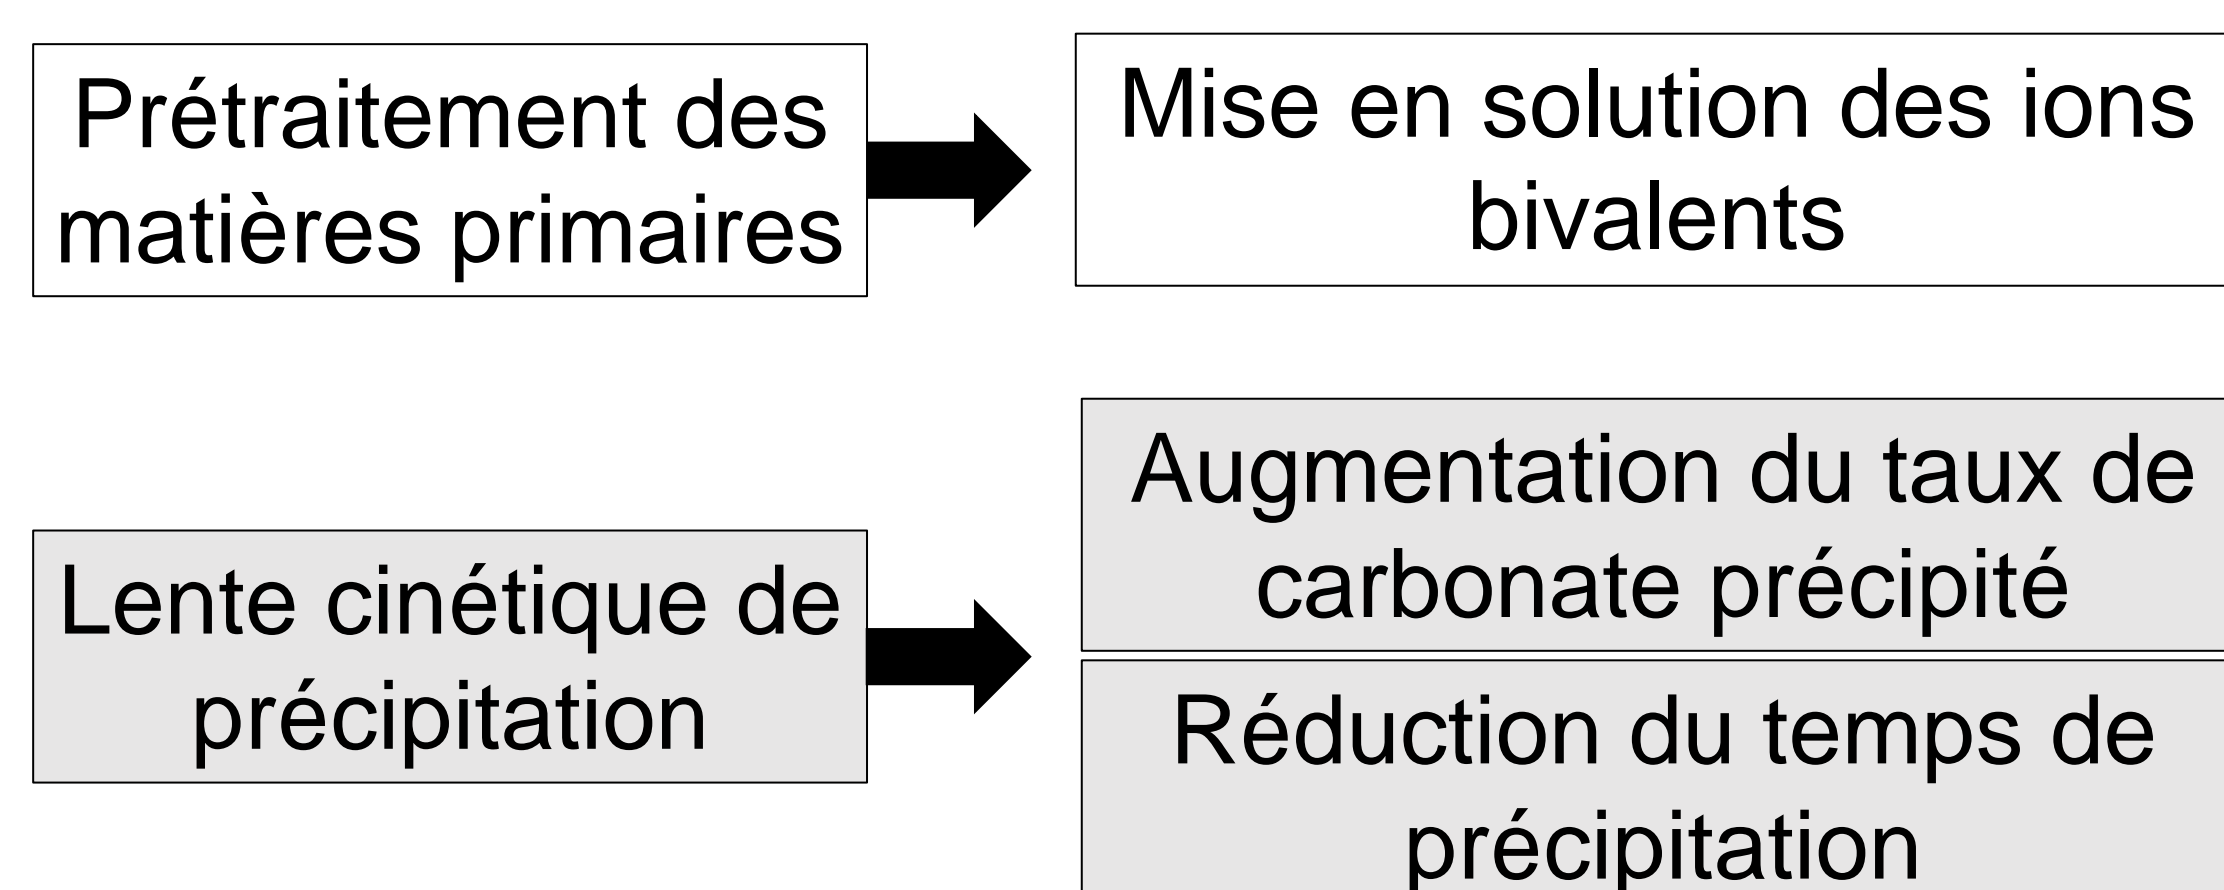 Prétraitement des
matières primaires
Mise en solution des ions
bivalents
Lente cinétique de
précipitation
Augmentation du taux de
carbonate précipité
Réduction du temps de
précipitation